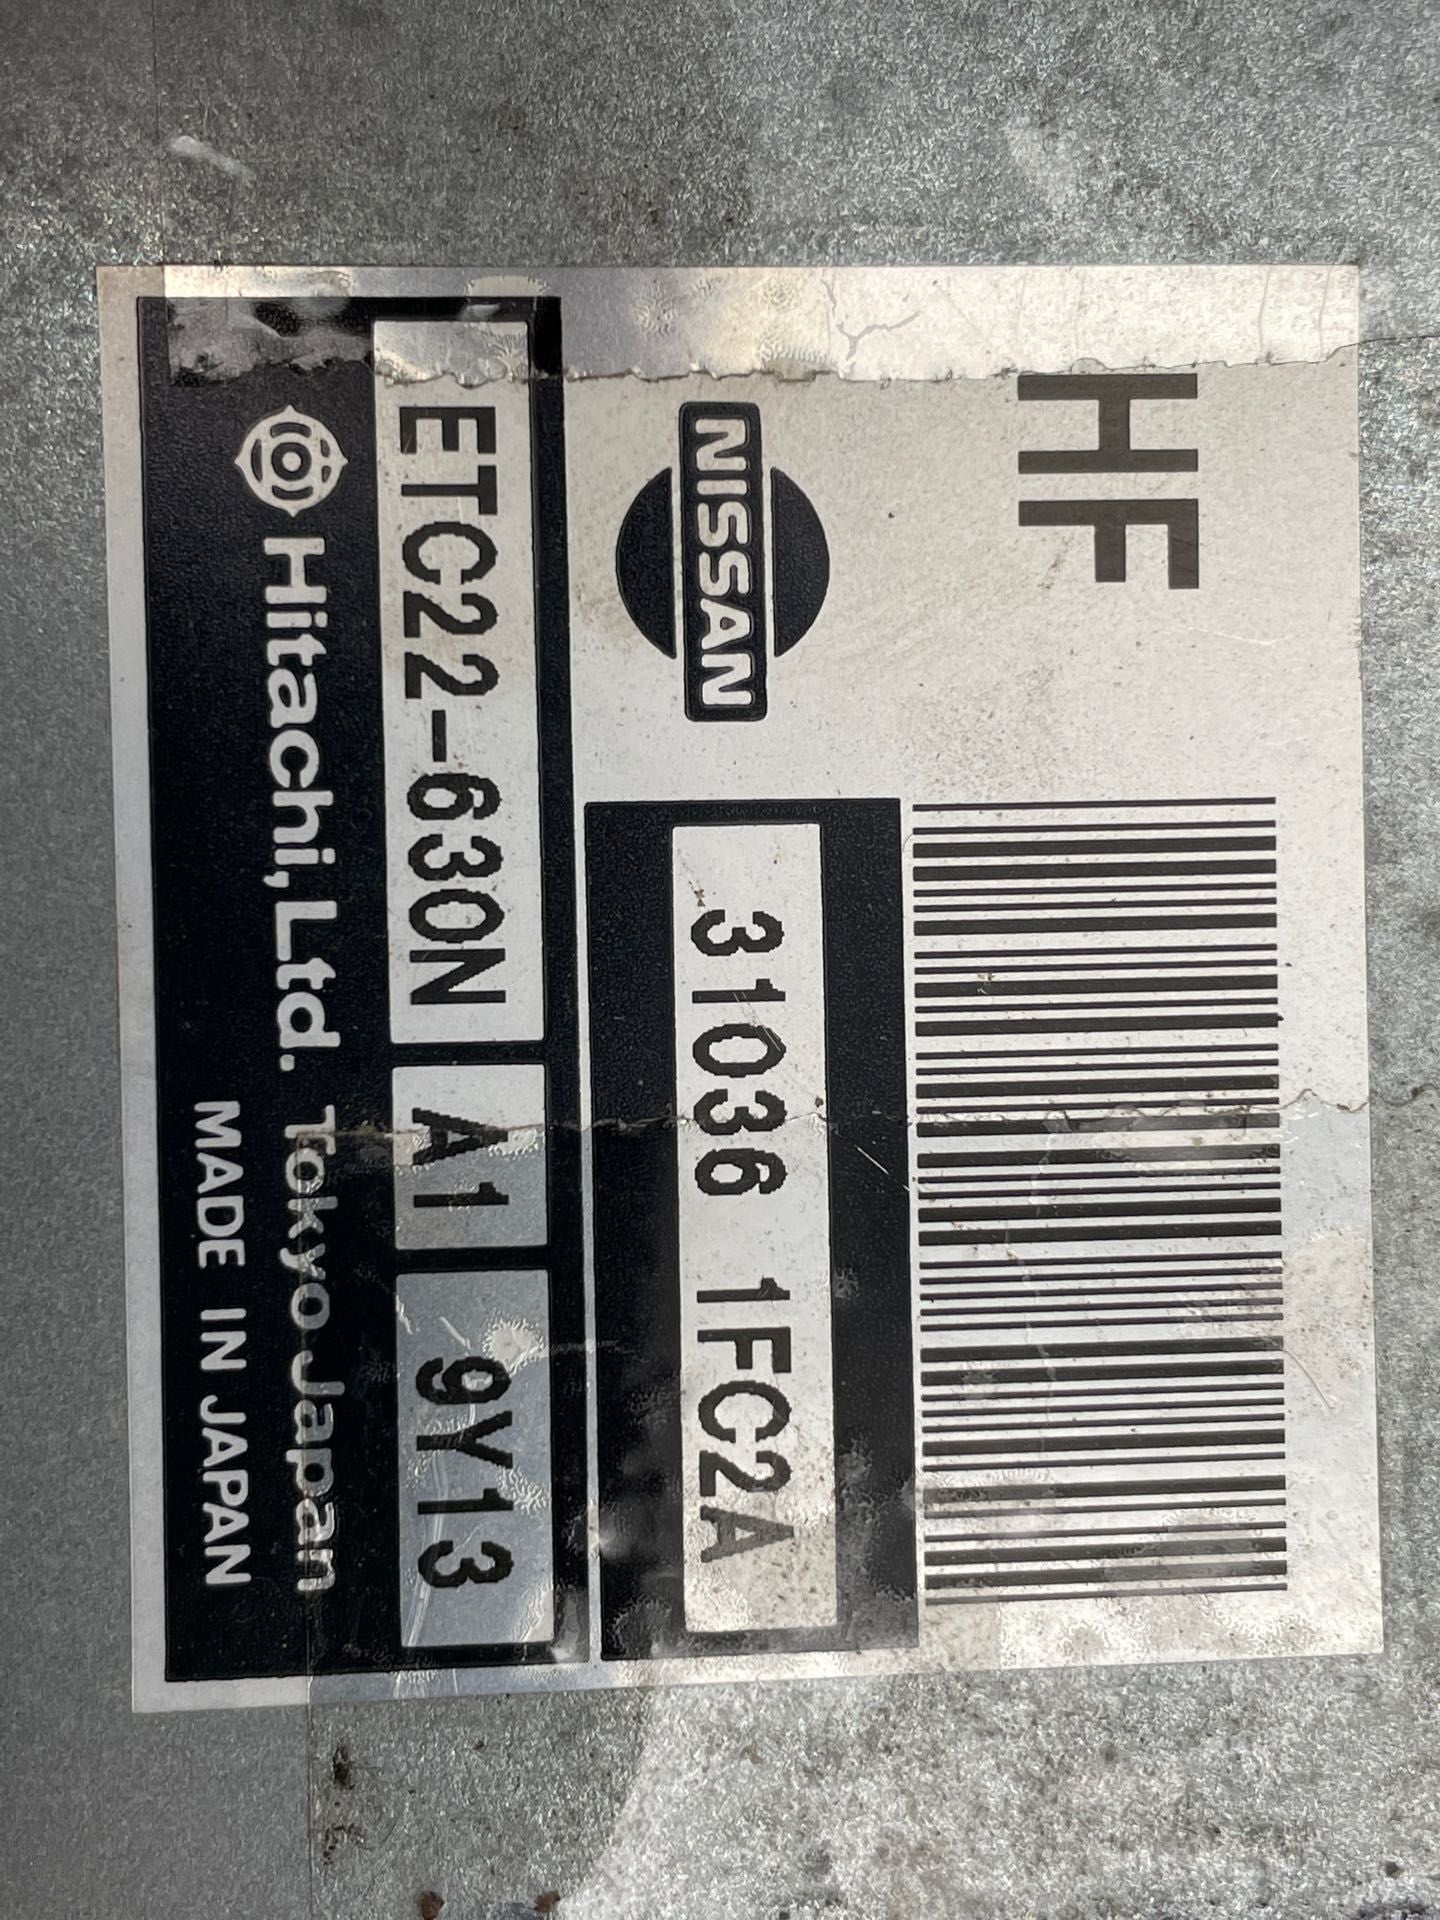 HF
NISSAN
31036 1FC2A
ETC22-630N A1 9Y13
Hitachi, Ltd. Tokyo Japan
MADE IN JAPAN